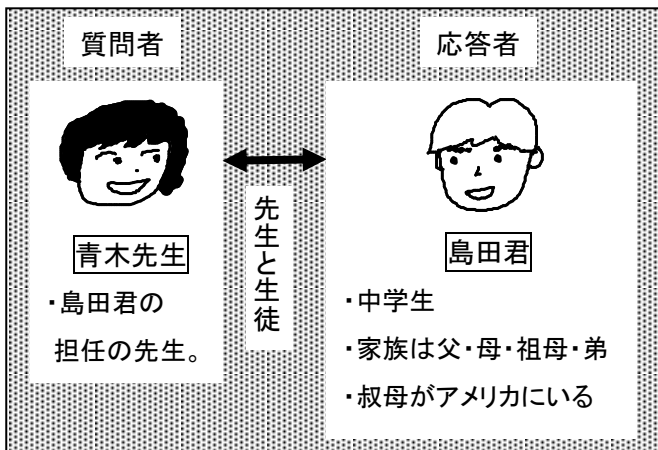 質問者
青木先生
・島田君の
担任の先生。
先生と生徒
応答者
島田君
・中学生
・家族は父・母・祖母・弟
・叔母がアメリカにいる